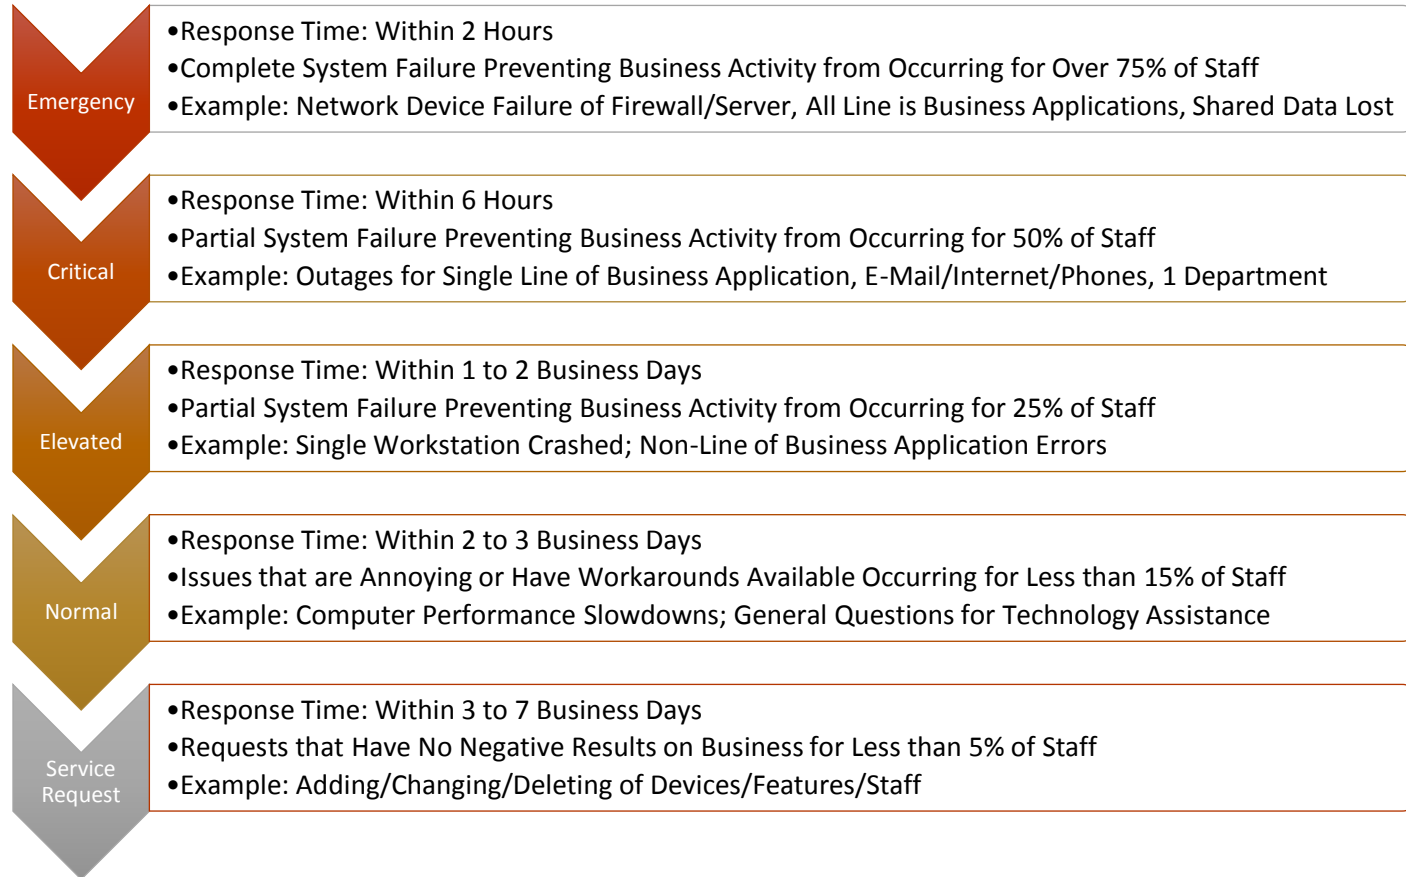 Emergency
•Response Time: Within 2 Hours
•Complete System Failure Preventing Business Activity from Occurring for Over 75% of Staff
•Example: Network Device Failure of Firewall/Server, All Line is Business Applications, Shared Data Lost
Critical
•Response Time: Within 6 Hours
•Partial System Failure Preventing Business Activity from Occurring for 50% of Staff
•Example: Outages for Single Line of Business Application, E-Mail/Internet/Phones, 1 Department
Elevated
•Response Time: Within 1 to 2 Business Days
•Partial System Failure Preventing Business Activity from Occurring for 25% of Staff
•Example: Single Workstation Crashed; Non-Line of Business Application Errors
Normal
•Response Time: Within 2 to 3 Business Days
•Issues that are Annoying or Have Workarounds Available Occurring for Less than 15% of Staff
•Example: Computer Performance Slowdowns; General Questions for Technology Assistance
Service
Request
•Response Time: Within 3 to 7 Business Days
•Requests that Have No Negative Results on Business for Less than 5% of Staff
•Example: Adding/Changing/Deleting of Devices/Features/Staff